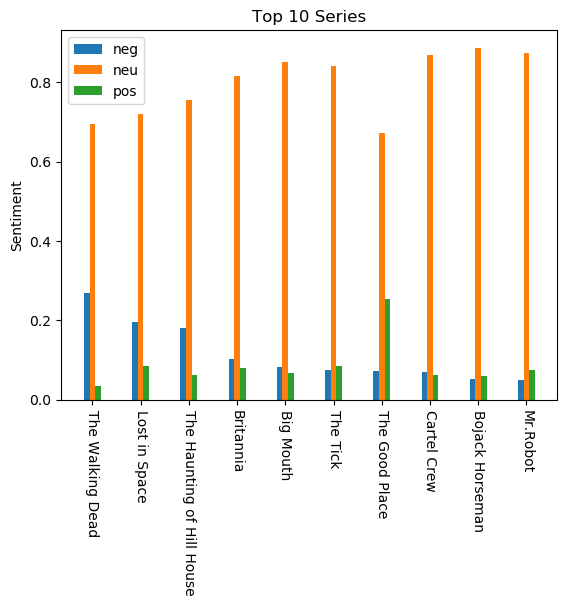 Top 10 Series
neg
neu
pos
Sentiment
0.8
0.6
0.4
0.2
0.0
The Walking Dead
Lost in Space
The Haunting of Hill House
Britannia
Big Mouth
The Tick
The Good Place
Cartel Crew
Bojack Horseman
Mr.Robot